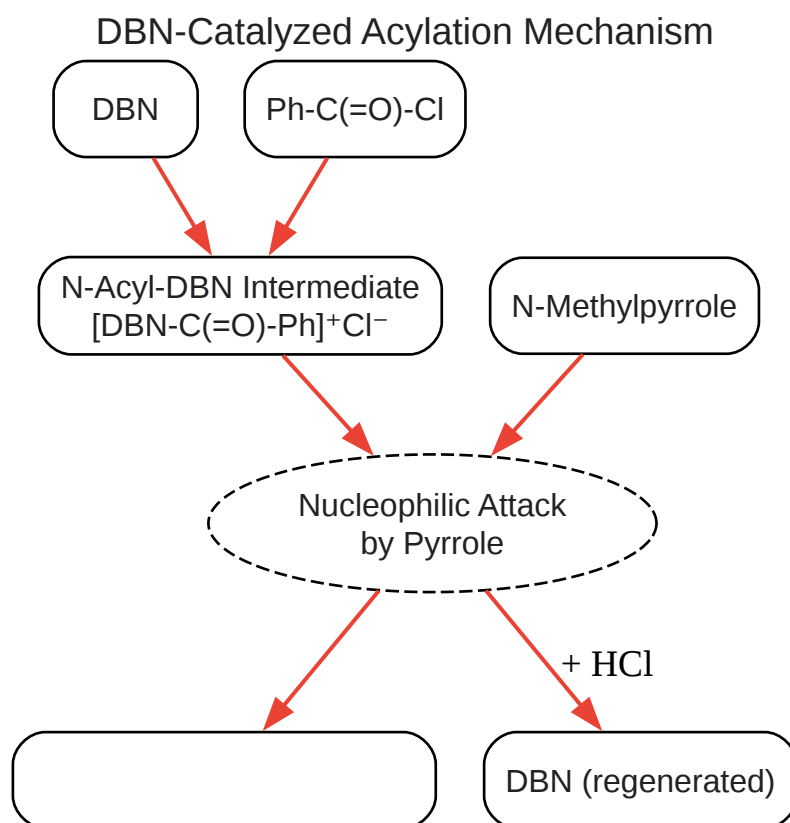 DBN-Catalyzed Acylation Mechanism
DBN
Ph-C(=O)-Cl
N-Acyl-DBN Intermediate
[DBN-C(=O)-Ph]⁺Cl⁻
N-Methylpyrrole
Nucleophilic Attack
by Pyrrole
+ HCl
DBN (regenerated)